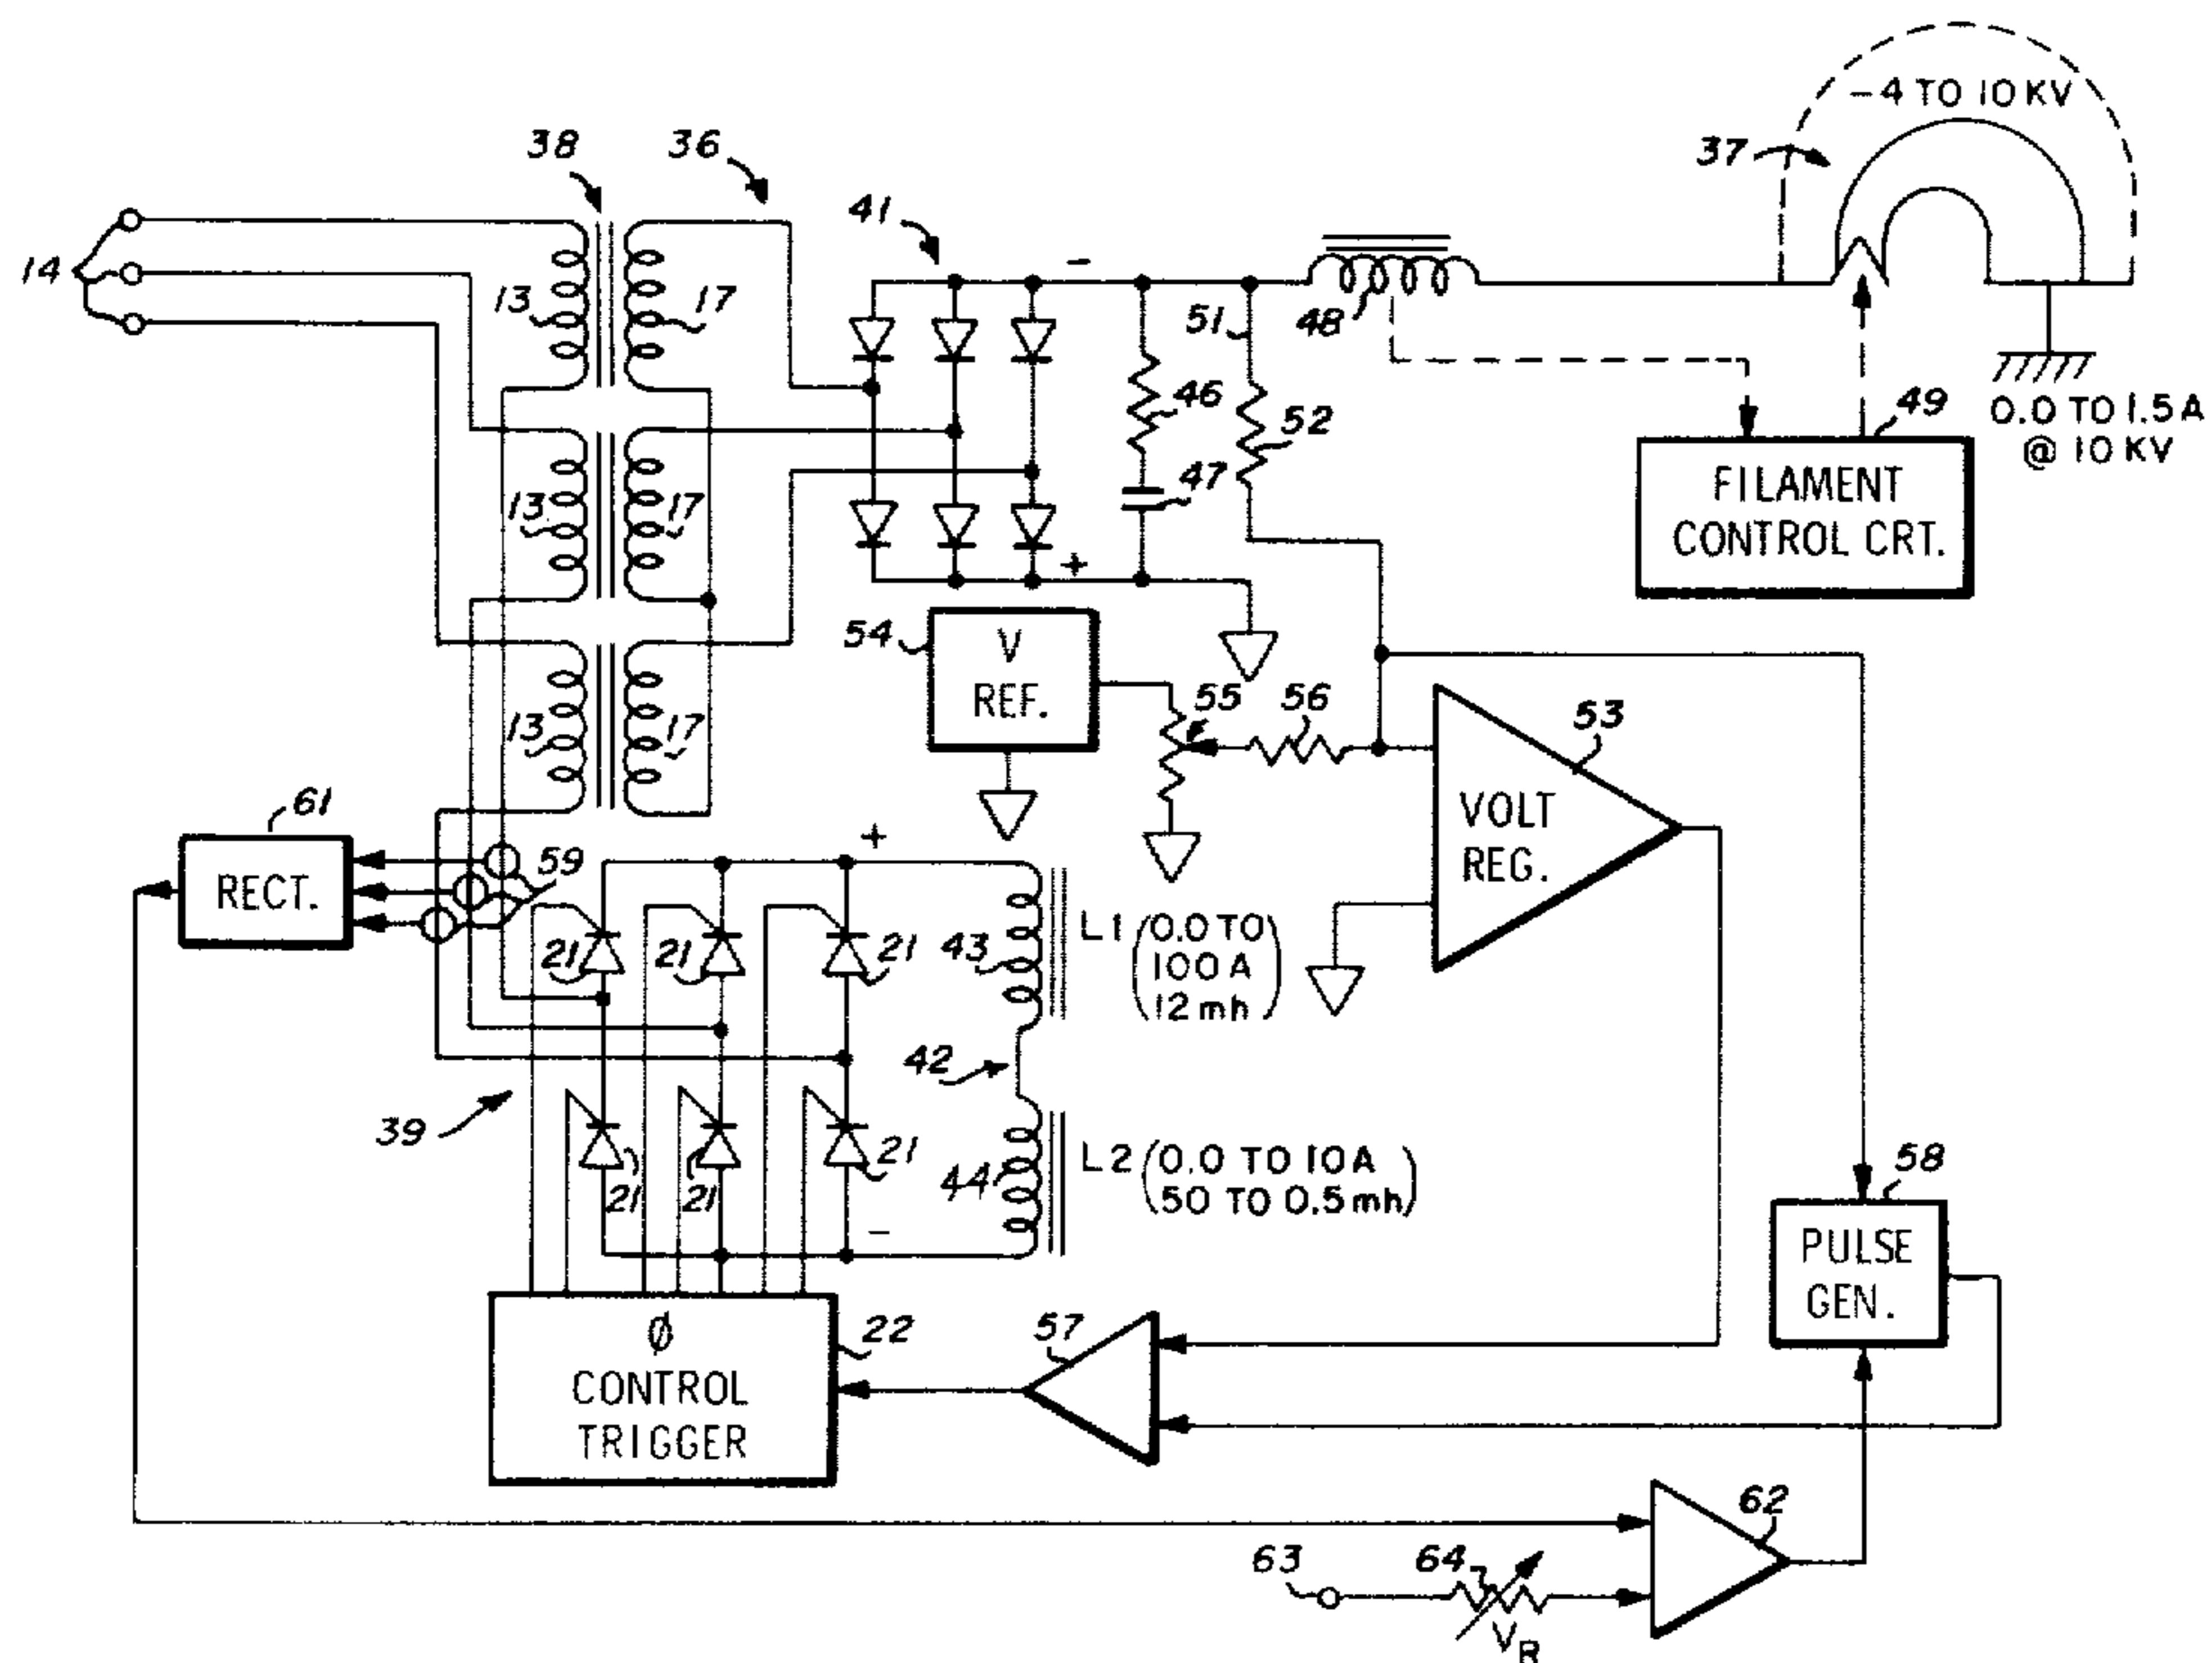 -4 TO 10 KV
38
36
37
41
14
13
17
51
48
46
52
47
49
0.0 TO 1.5 A
@ 10 KV
FILAMENT
CONTROL CRT.
13
17
+
-
54
V
REF.
55
56
53
VOLT
REG.
13
17
61
RECT.
59
+
21
21
21
43
L1 (0.0 TO
100 A
12 mh)
42
39
21
21
21
44
L2 (0.0 TO 10A
50 TO 0.5 mh)
-
58
PULSE
GEN.
Ø
CONTROL
TRIGGER
22
57
62
63
64
VR